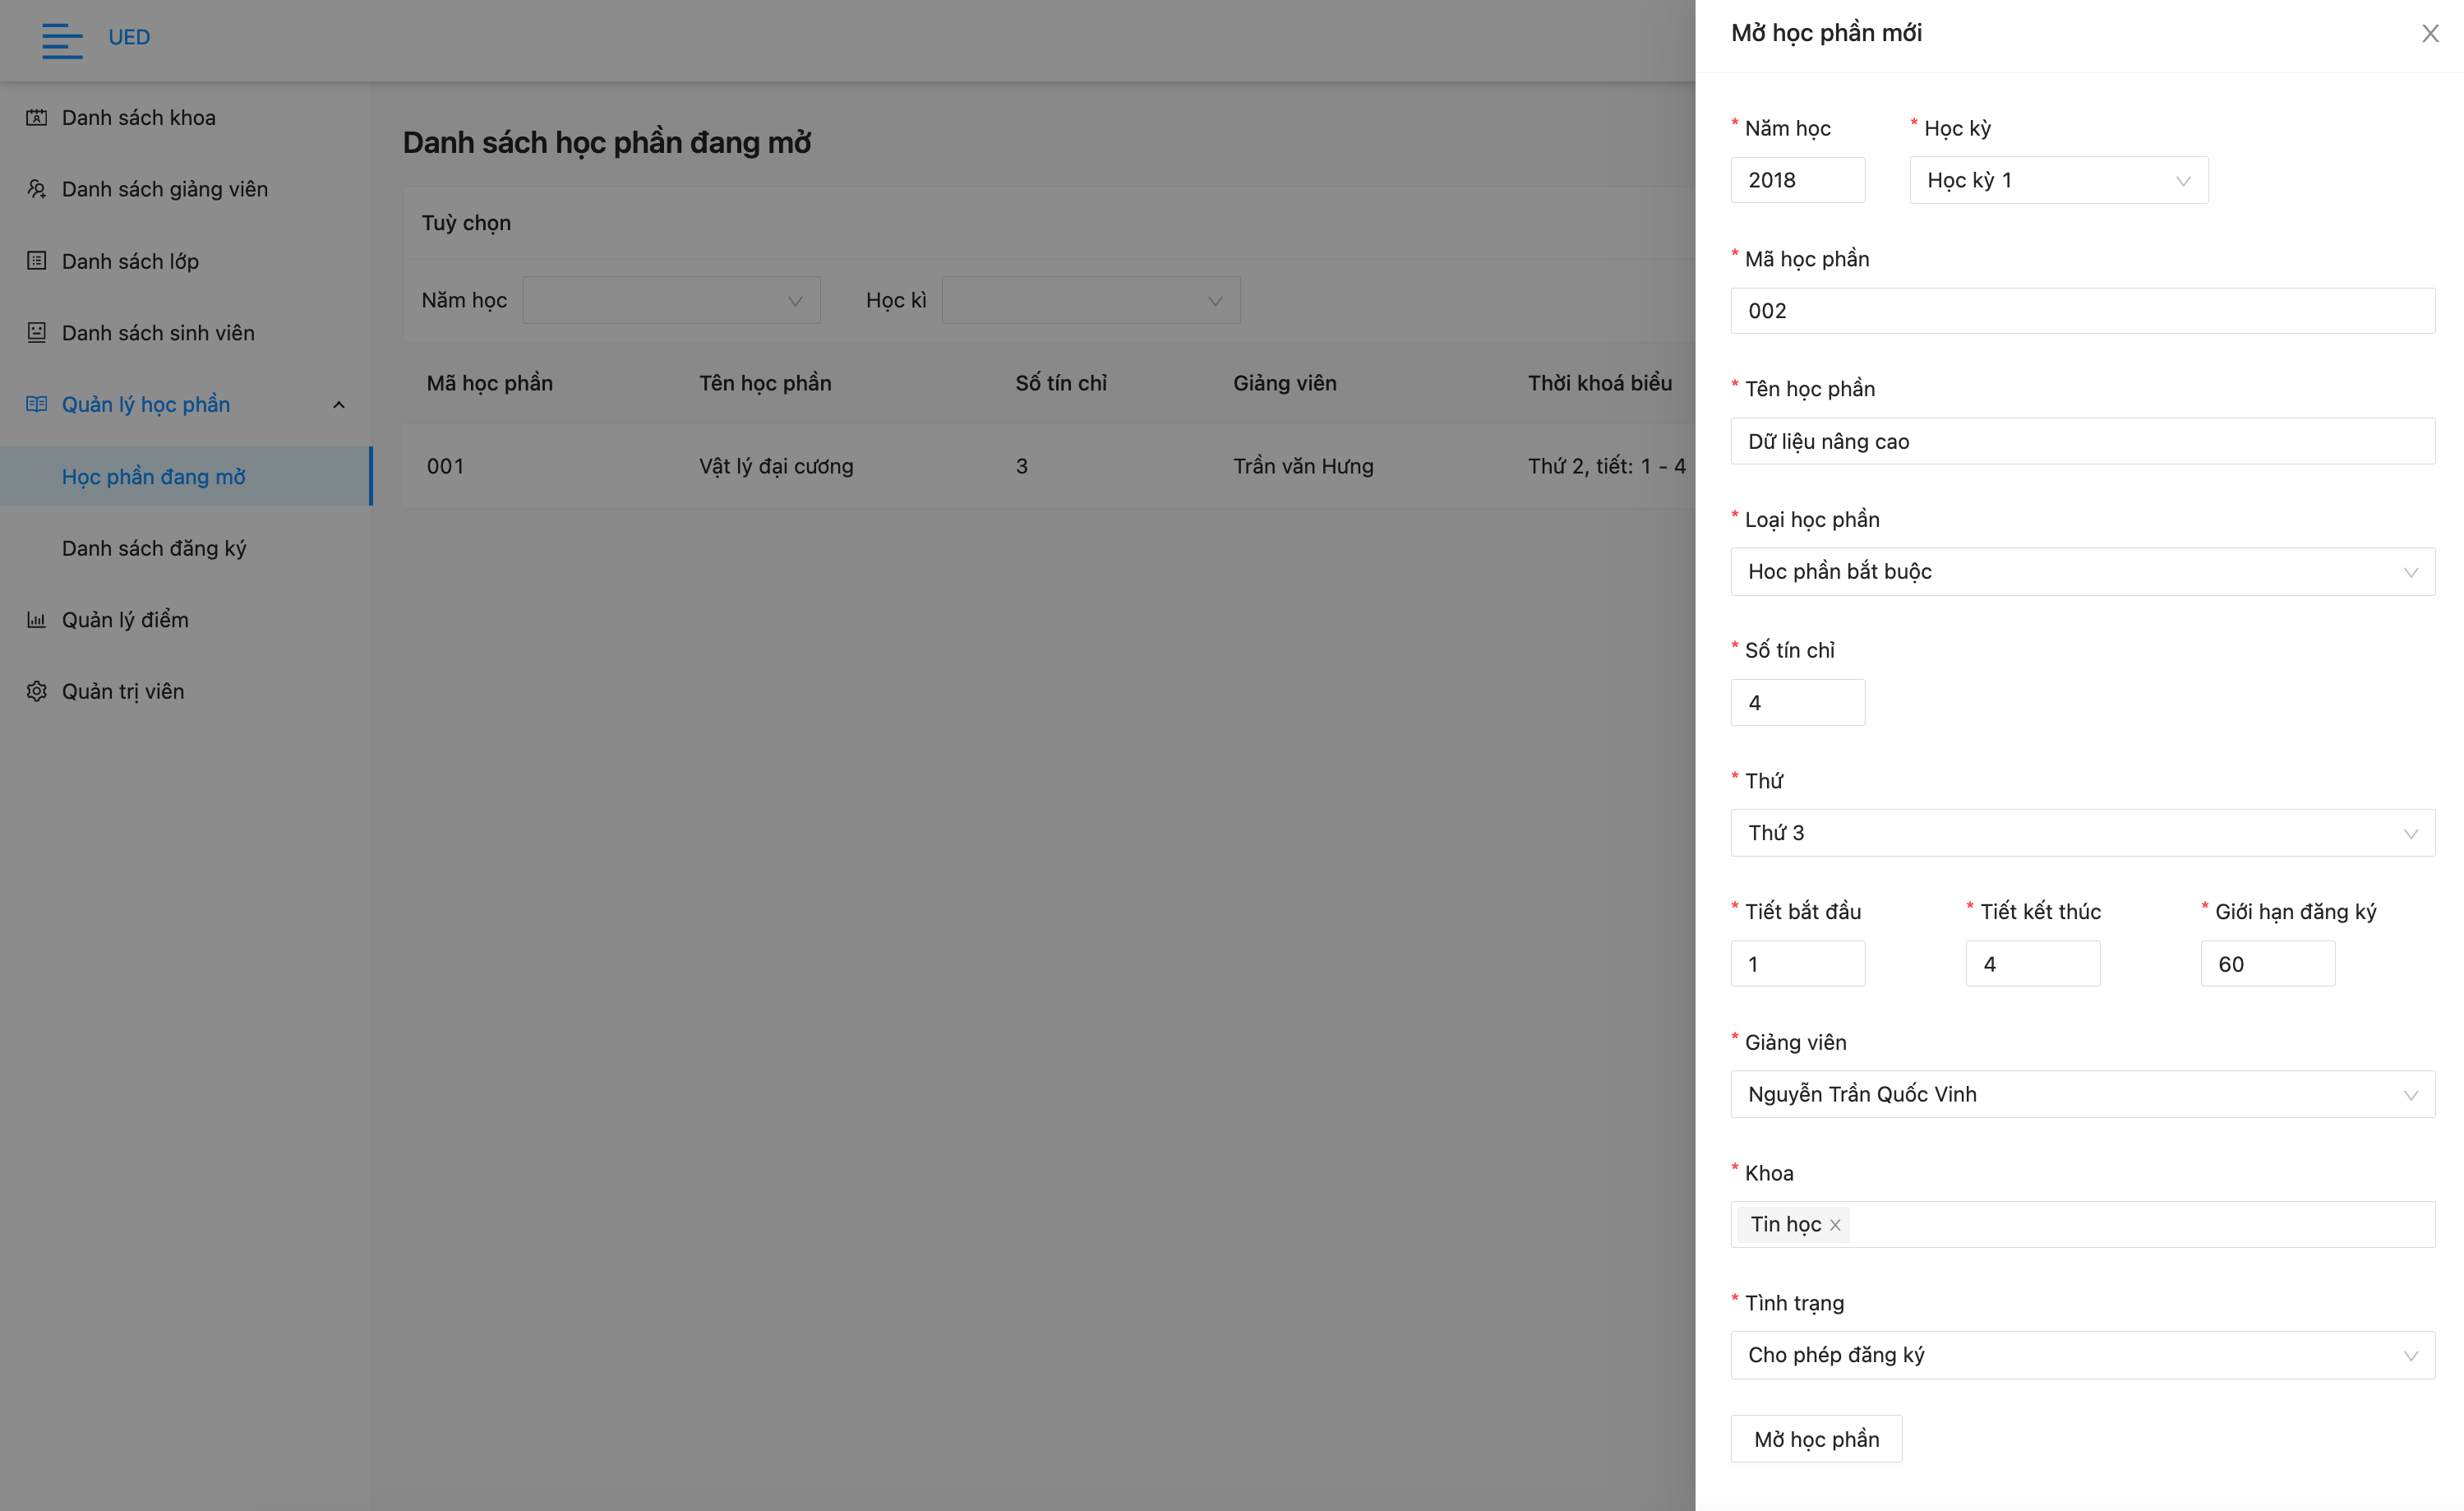 UED
Danh sách khoa
Danh sách giảng viên
Danh sách lớp
Danh sách sinh viên
Quản lý học phần
Học phần đang mở
Danh sách đăng ký
Quản lý điểm
Quản trị viên
Danh sách học phần đang mở
Tuỳ chọn
Năm học Học kì
Mã học phần Tên học phần Số tín chỉ Giảng viên Thời khoá biểu
001 Vật lý đại cương 3 Trần văn Hưng Thứ 2, tiết: 1 - 4
Mở học phần mới
* Năm học * Học kỳ
2018 Học kỳ 1
* Mã học phần
002
* Tên học phần
Dữ liệu nâng cao
* Loại học phần
Hoc phần bắt buộc
* Số tín chỉ
4
* Thứ
Thứ 3
* Tiết bắt đầu * Tiết kết thúc * Giới hạn đăng ký
1 4 60
* Giảng viên
Nguyễn Trần Quốc Vinh
* Khoa
Tin học
* Tình trạng
Cho phép đăng ký
Mở học phần